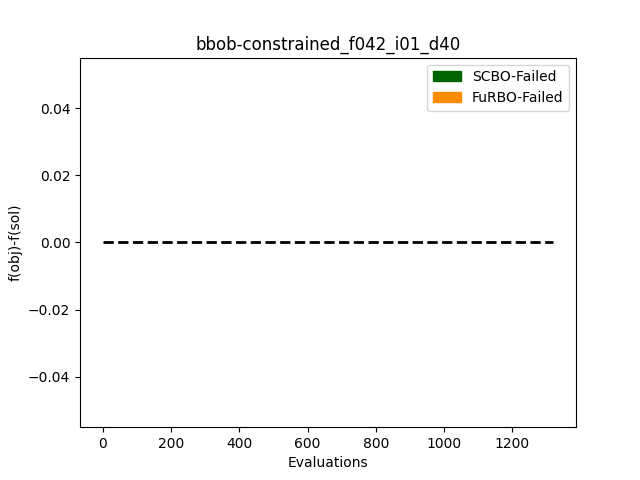 bbob-constrained_f042_i01_d40
SCBO-Failed
FuRBO-Failed
0.04
0.02
0.00
−0.02
−0.04
f(obj)-f(sol)
0
200
400
600
800
1000
1200
Evaluations